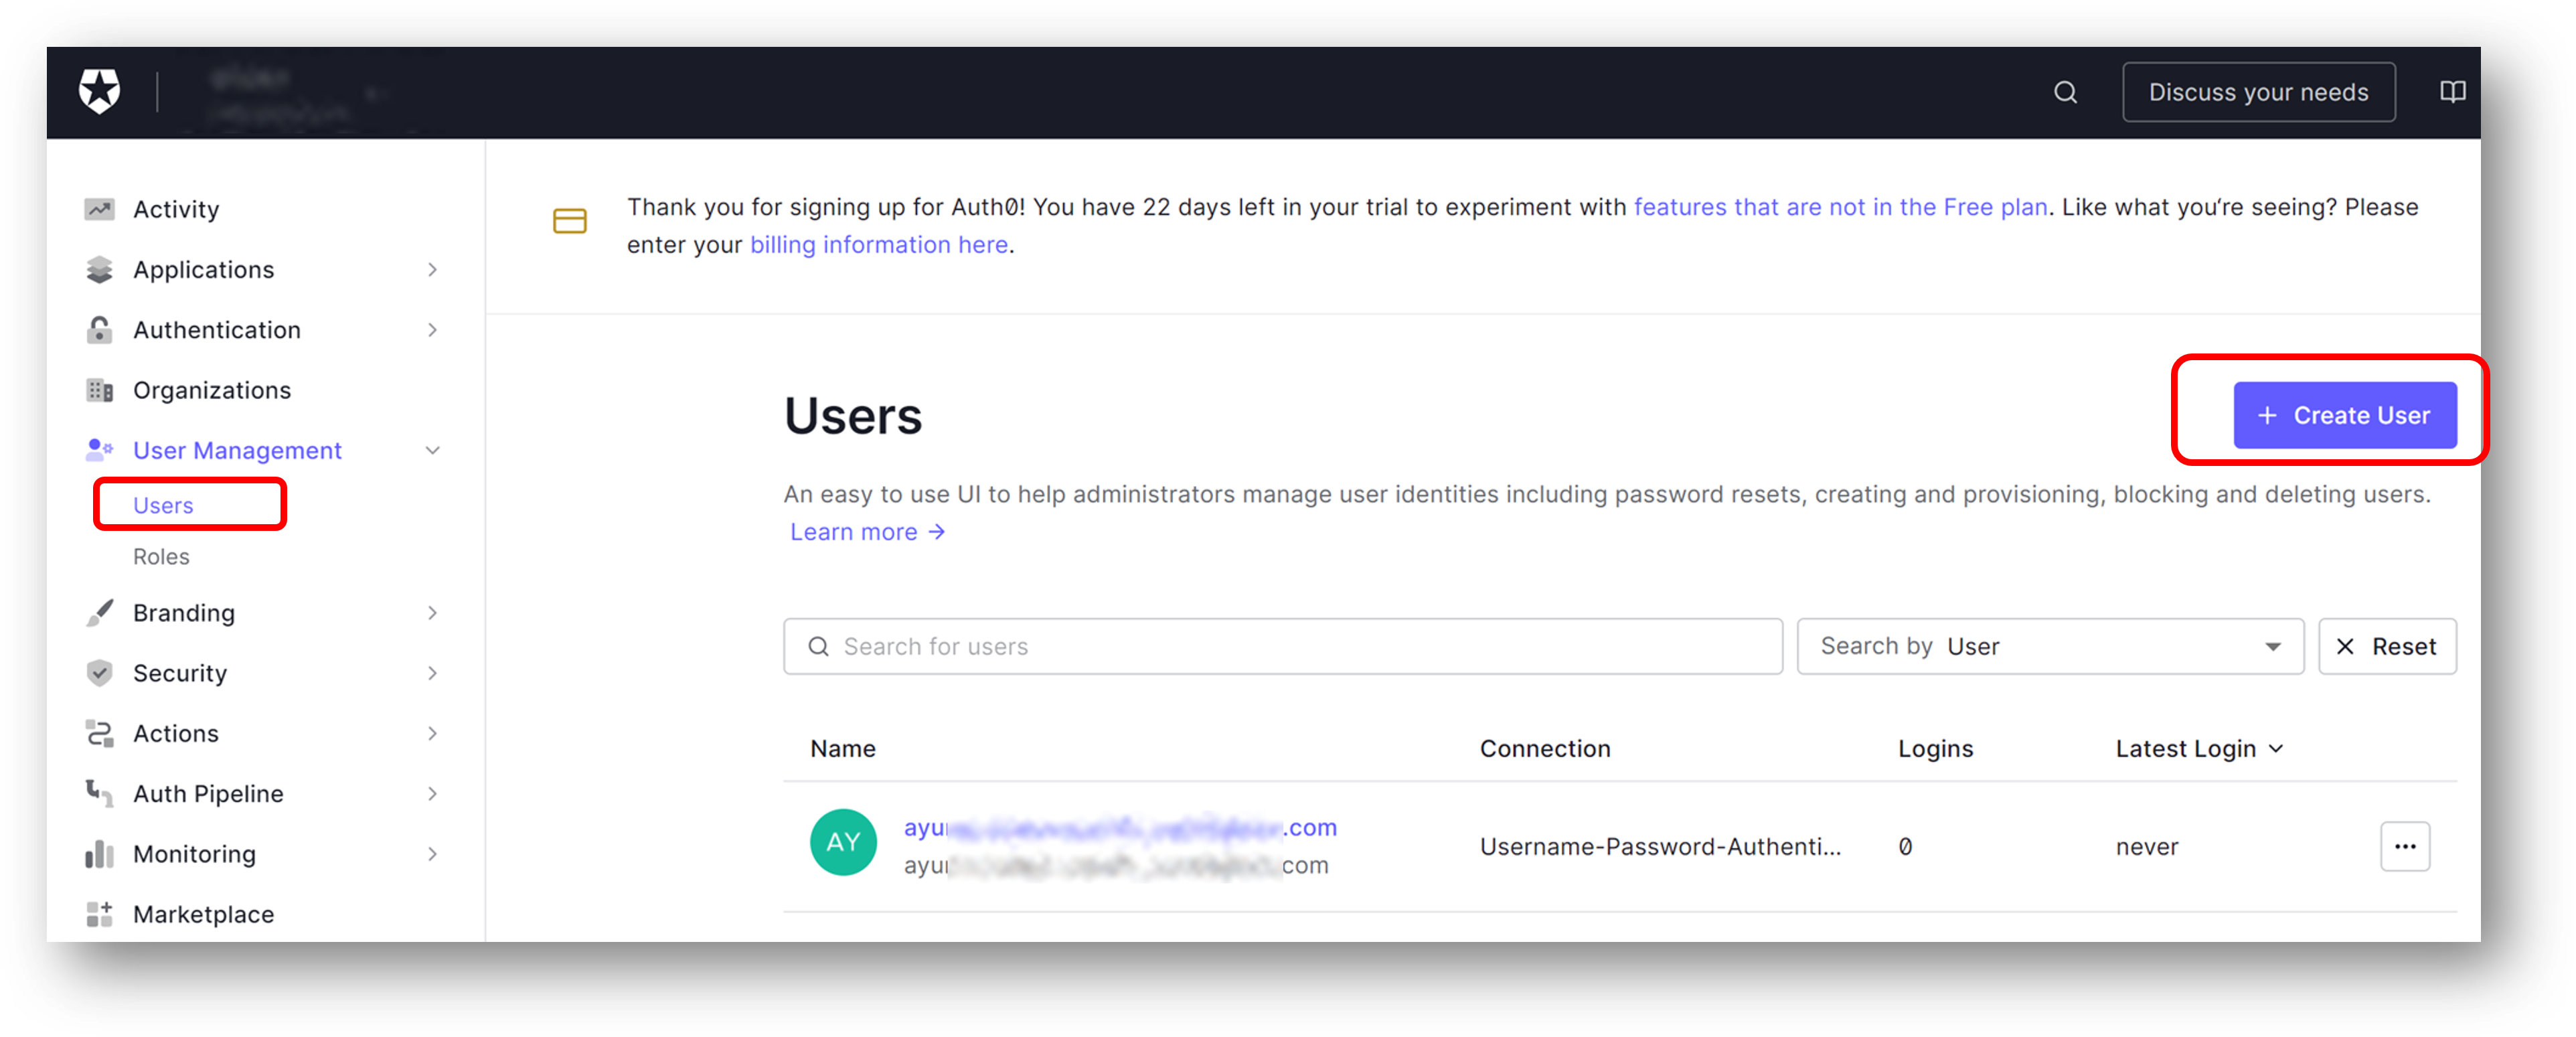 Discuss your needs
Activity
Applications
Authentication
Organizations
User Management
Users
Roles
Branding
Security
Actions
Auth Pipeline
Monitoring
Marketplace
Thank you for signing up for Auth0! You have 22 days left in your trial to experiment with features that are not in the Free plan. Like what you're seeing? Please
enter your billing information here.
Users
+ Create User
An easy to use UI to help administrators manage user identities including password resets, creating and provisioning, blocking and deleting users.
Learn more →
Search for users
Search by User
Reset
Name Connection Logins Latest Login
AY
.com
com
Username-Password-Authenti... 0 never